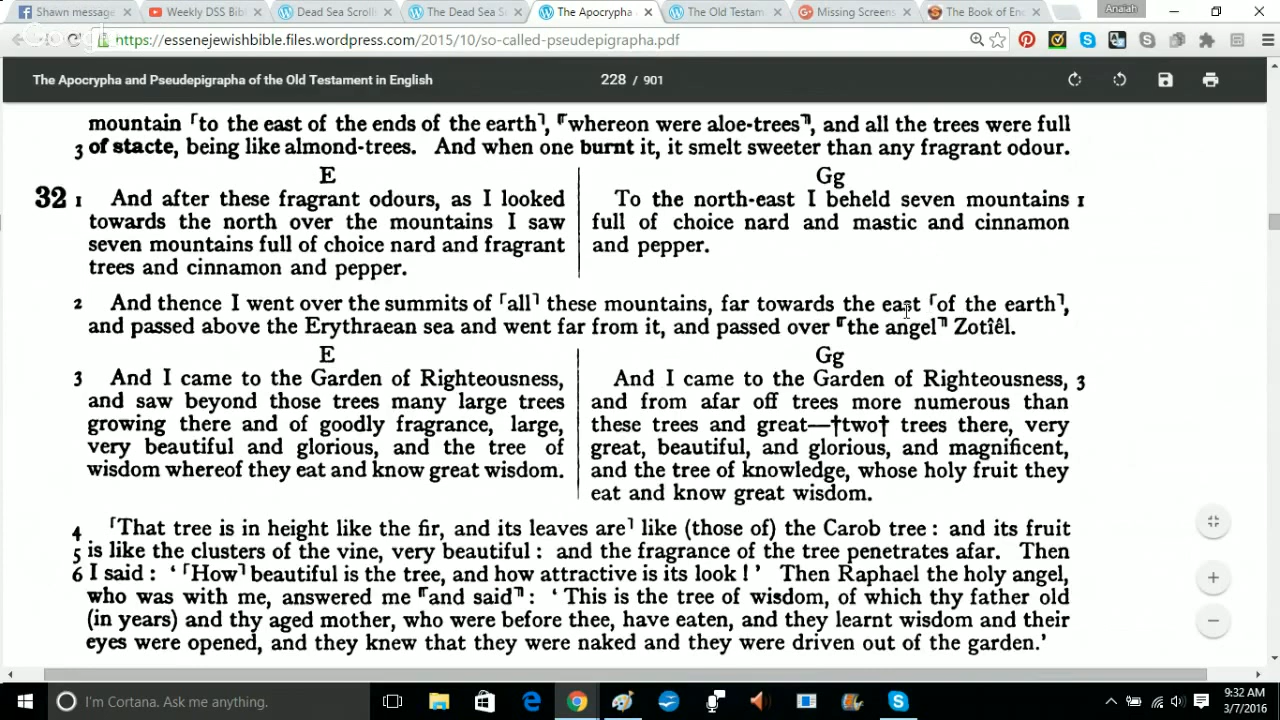 Shawn message
Weekly DSS Bib
Dead Sea Scroll
The Dead Sea S
The Apocrypha
The Old Testam
Missing Screens
The Book of En
Anaiah
https://essenejewishbible.files.wordpress.com/2015/10/so-called-pseudepigrapha.pdf
The Apocrypha and Pseudepigrapha of the Old Testament in English
228 / 901
mountain ⌜to the east of the ends of the earth⌝, ⌜⌜whereon were aloe-trees⌝⌝, and all the trees were full
3 of stacte, being like almond-trees. And when one burnt it, it smelt sweeter than any fragrant odour.
E
32 1 And after these fragrant odours, as I looked
towards the north over the mountains I saw
seven mountains full of choice nard and fragrant
trees and cinnamon and pepper.
Gg
To the north-east I beheld seven mountains 1
full of choice nard and mastic and cinnamon
and pepper.
2 And thence I went over the summits of ⌜all⌝ these mountains, far towards the east ⌜of the earth⌝,
and passed above the Erythraean sea and went far from it, and passed over ⌜⌜the angel⌝⌝ Zotîêl.
E
3 And I came to the Garden of Righteousness,
and saw beyond those trees many large trees
growing there and of goodly fragrance, large,
very beautiful and glorious, and the tree of
wisdom whereof they eat and know great wisdom.
Gg
And I came to the Garden of Righteousness, 3
and from afar off trees more numerous than
these trees and great—†two† trees there, very
great, beautiful, and glorious, and magnificent,
and the tree of knowledge, whose holy fruit they
eat and know great wisdom.
4 ⌜That tree is in height like the fir, and its leaves are⌝ like (those of) the Carob tree : and its fruit
5 is like the clusters of the vine, very beautiful : and the fragrance of the tree penetrates afar. Then
6 I said : ‘ ⌜How⌝ beautiful is the tree, and how attractive is its look ! ’ Then Raphael the holy angel,
who was with me, answered me ⌜⌜and said⌝⌝ : ‘ This is the tree of wisdom, of which thy father old
(in years) and thy aged mother, who were before thee, have eaten, and they learnt wisdom and their
eyes were opened, and they knew that they were naked and they were driven out of the garden.’
I'm Cortana. Ask me anything.
9:32 AM
3/7/2016